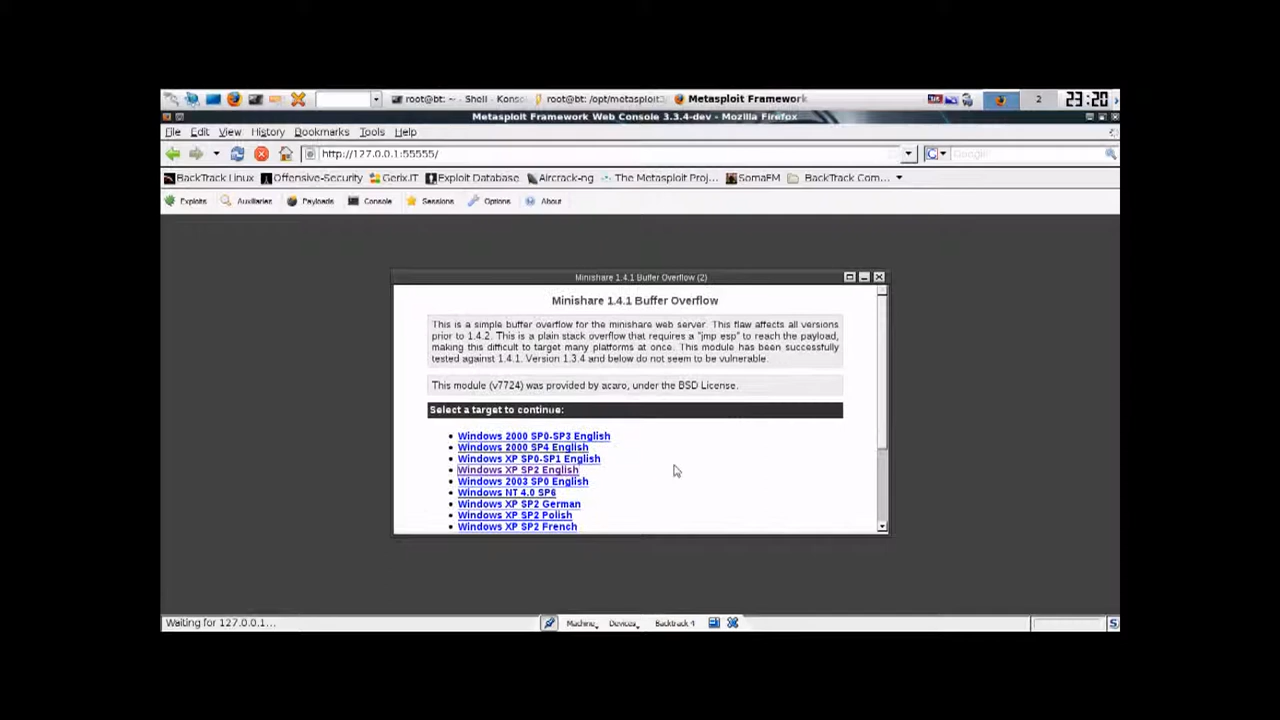 root@bt: ~ - Shell - Konso
root@bt: /opt/metasploit3
Metasploit Framework
2
23:20
Metasploit Framework Web Console 3.3.4-dev - Mozilla Firefox
File Edit View History Bookmarks Tools Help
http://127.0.0.1:55555/
Google
BackTrack Linux Offensive-Security Gerix.IT Exploit Database Aircrack-ng The Metasploit Proj... SomaFM BackTrack Com...
Exploits Auxiliaries Payloads Console Sessions Options About
Minishare 1.4.1 Buffer Overflow (2)
Minishare 1.4.1 Buffer Overflow
This is a simple buffer overflow for the minishare web server. This flaw affects all versions
prior to 1.4.2. This is a plain stack overflow that requires a "jmp esp" to reach the payload,
making this difficult to target many platforms at once. This module has been successfully
tested against 1.4.1. Version 1.3.4 and below do not seem to be vulnerable.
This module (v7724) was provided by acaro, under the BSD License.
Select a target to continue:
Windows 2000 SP0-SP3 English
Windows 2000 SP4 English
Windows XP SP0-SP1 English
Windows XP SP2 English
Windows 2003 SP0 English
Windows NT 4.0 SP6
Windows XP SP2 German
Windows XP SP2 Polish
Windows XP SP2 French
Waiting for 127.0.0.1...
Machine Devices Backtrack 4